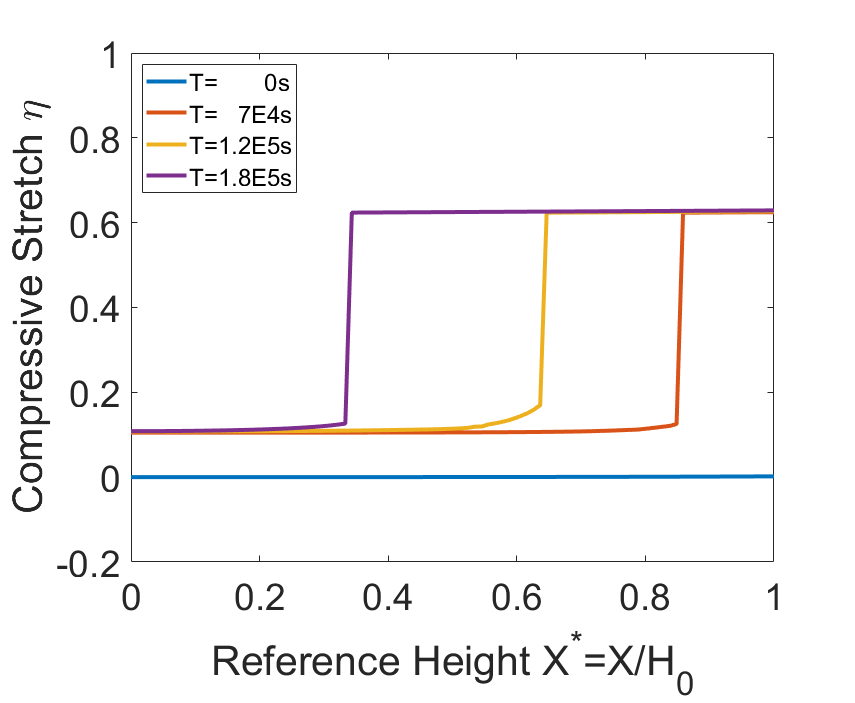 1
0.8
0.6
0.4
0.2
0
-0.2
Compressive Stretch η
T= 0s
T= 7E4s
T=1.2E5s
T=1.8E5s
0 0.2 0.4 0.6 0.8 1
Reference Height X*=X/H0